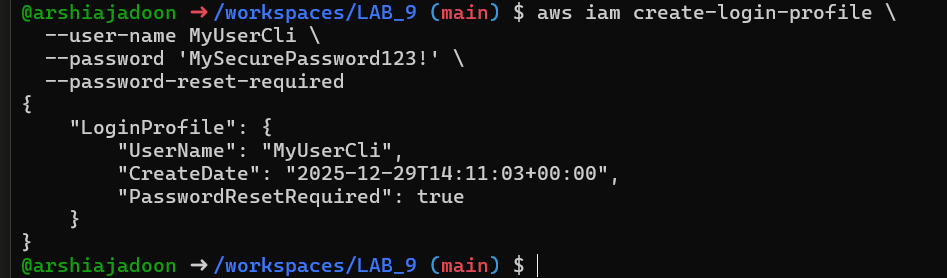 @arshiajadoon ➜ /workspaces/LAB_9 (main) $ aws iam create-login-profile \
  --user-name MyUserCli \
  --password 'MySecurePassword123!' \
  --password-reset-required
{
    "LoginProfile": {
        "UserName": "MyUserCli",
        "CreateDate": "2025-12-29T14:11:03+00:00",
        "PasswordResetRequired": true
    }
}
@arshiajadoon ➜ /workspaces/LAB_9 (main) $